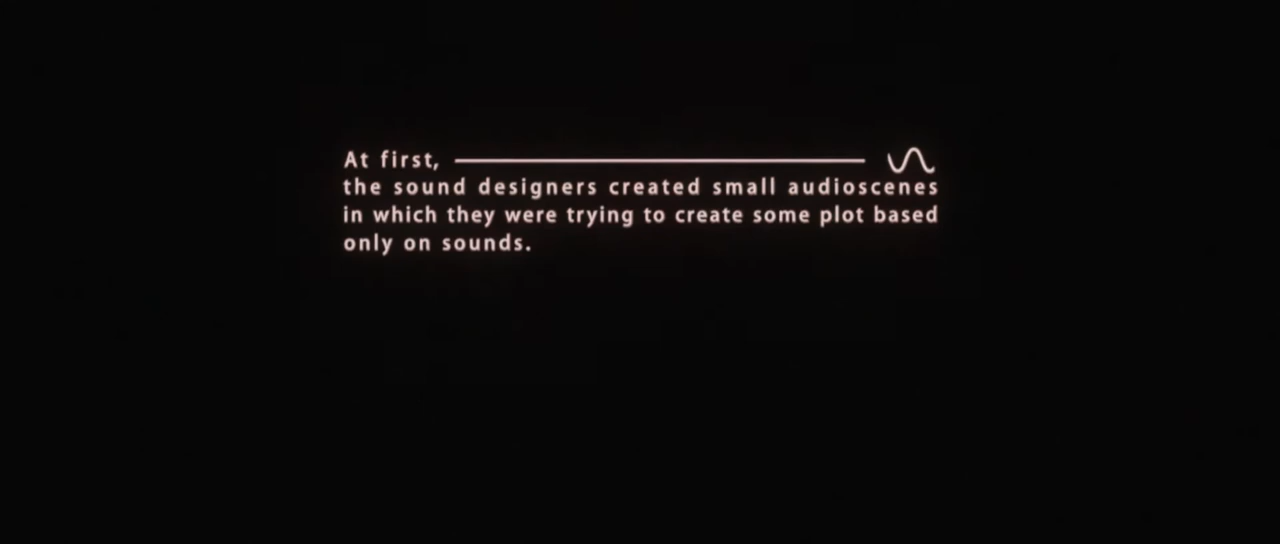 At first,
the sound designers created small audioscenes
in which they were trying to create some plot based
only on sounds.